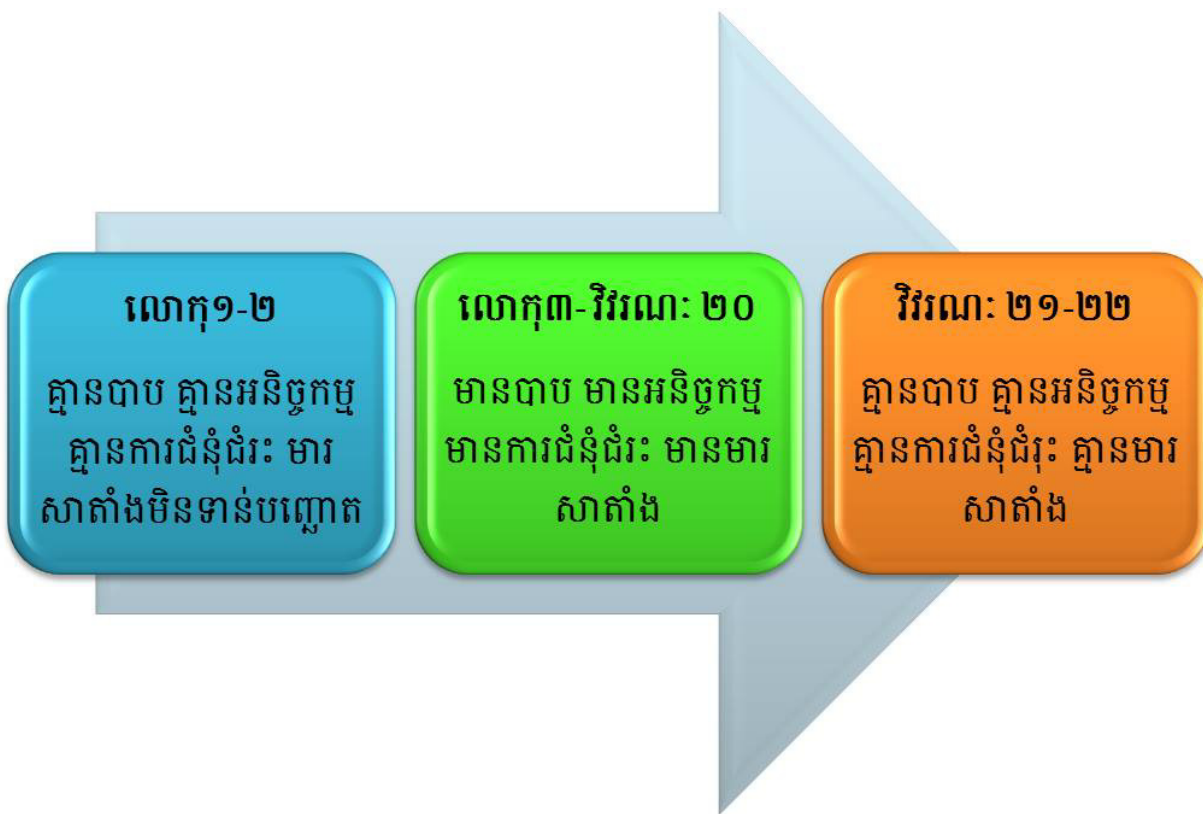 លោកុ១-២
គ្មានបាប គ្មានអនិច្ចកម្ម
គ្មានការជំនុំជំរះ មារ
សាតាំងមិនទាន់បញ្ឆោត
លោកុ៣-វិវរណៈ ២០
មានបាប មានអនិច្ចកម្ម
មានការជំនុំជំរះ មានមារ
សាតាំង
វិវរណៈ ២១-២២
គ្មានបាប គ្មានអនិច្ចកម្ម
គ្មានការជំនុំជំរុះ គ្មានមារ
សាតាំង